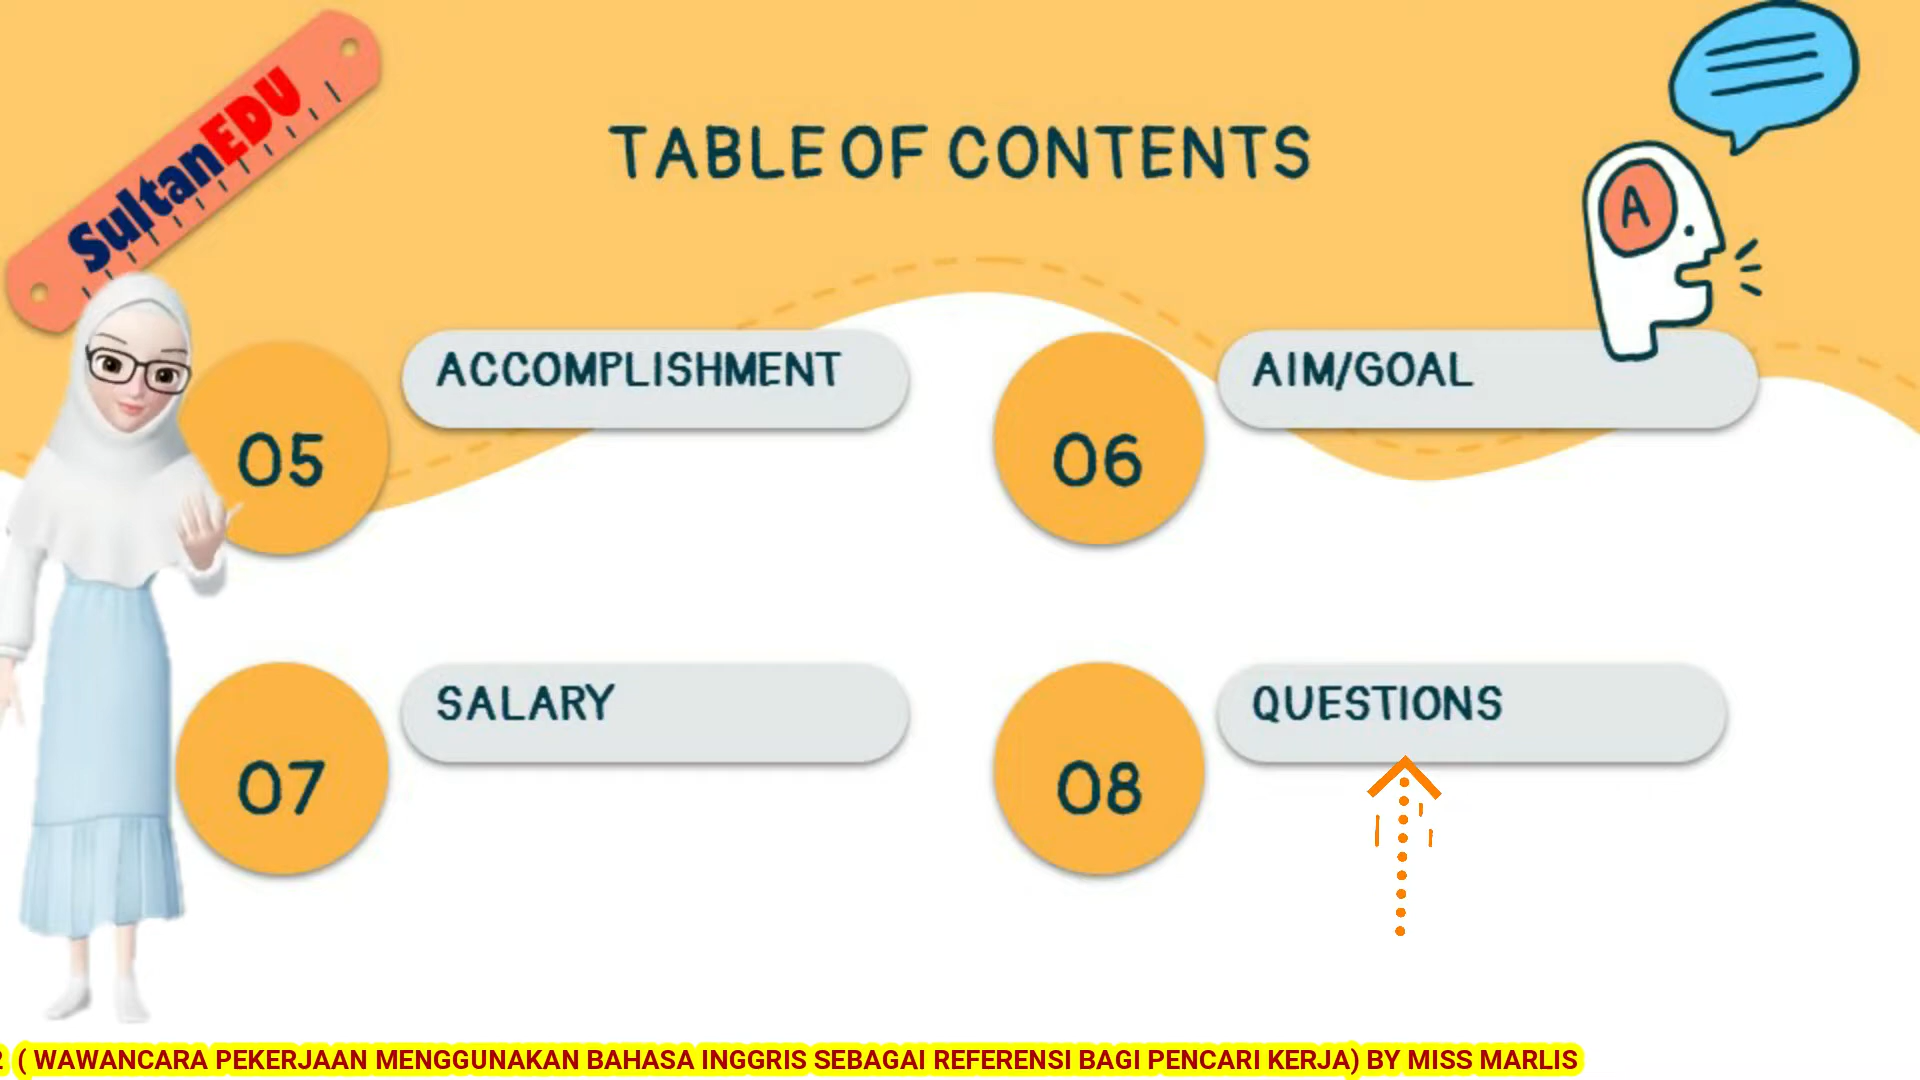 SultanEDU
TABLE OF CONTENTS
A
05
ACCOMPLISHMENT
06
AIM/GOAL
07
SALARY
08
QUESTIONS
( WAWANCARA PEKERJAAN MENGGUNAKAN BAHASA INGGRIS SEBAGAI REFERENSI BAGI PENCARI KERJA) BY MISS MARLIS